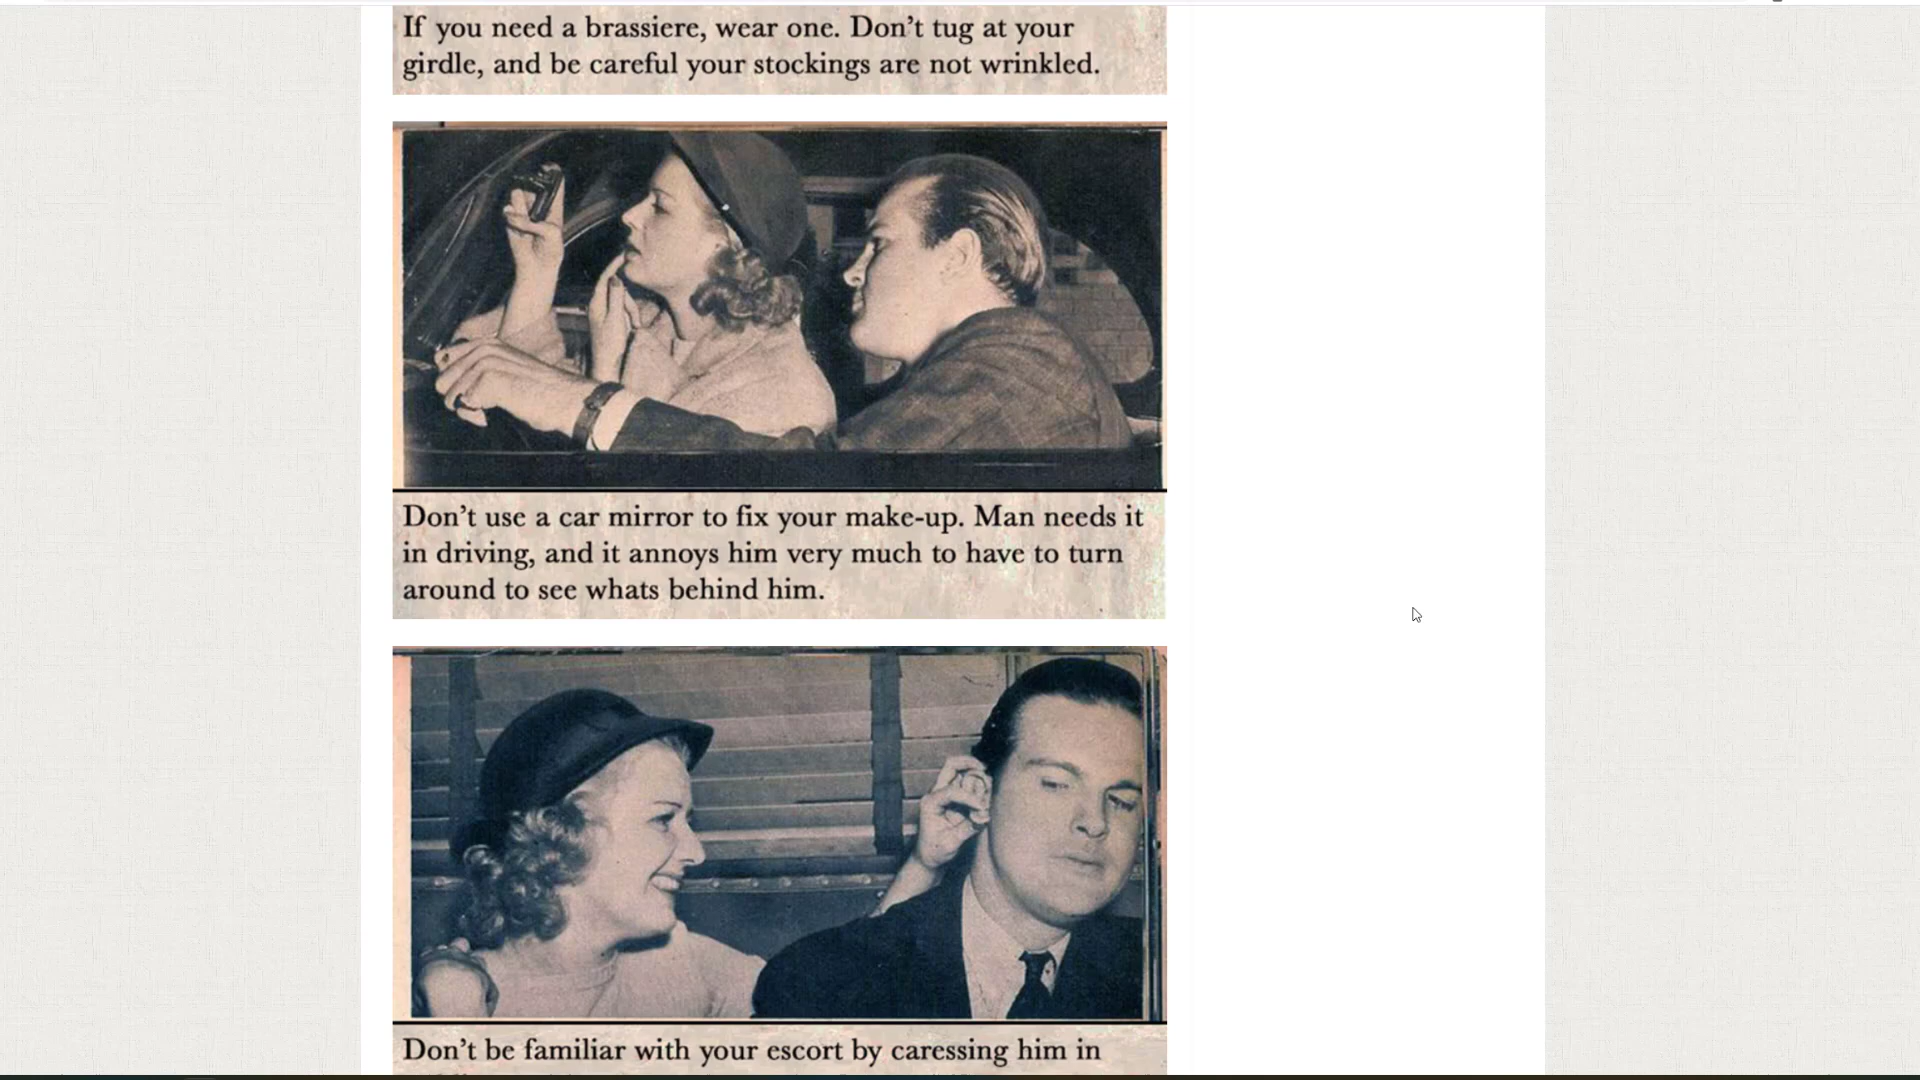 If you need a brassiere, wear one. Don't tug at your
girdle, and be careful your stockings are not wrinkled.
Don't use a car mirror to fix your make-up. Man needs it
in driving, and it annoys him very much to have to turn
around to see whats behind him.
Don't be familiar with your escort by caressing him in